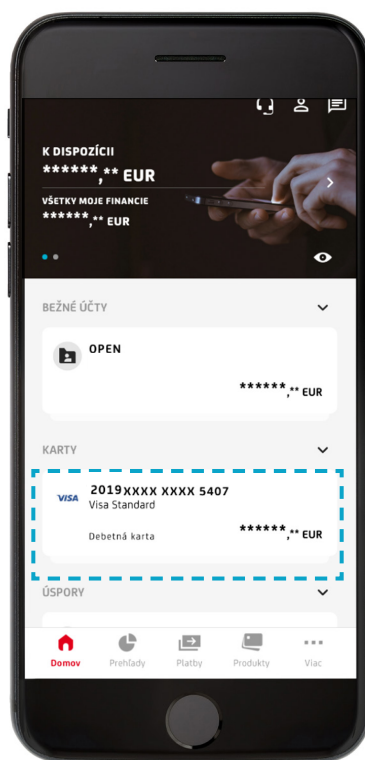 K DISPOZÍCII
******,** EUR
VŠETKY MOJE FINANCIE
******,** EUR
BEŽNÉ ÚČTY
OPEN
******,** EUR
KARTY
VISA 2019XXXX XXXX 5407
Visa Standard
Debetná karta ******,** EUR
ÚSPORY
Domov Prehľady Platby Produkty Viac